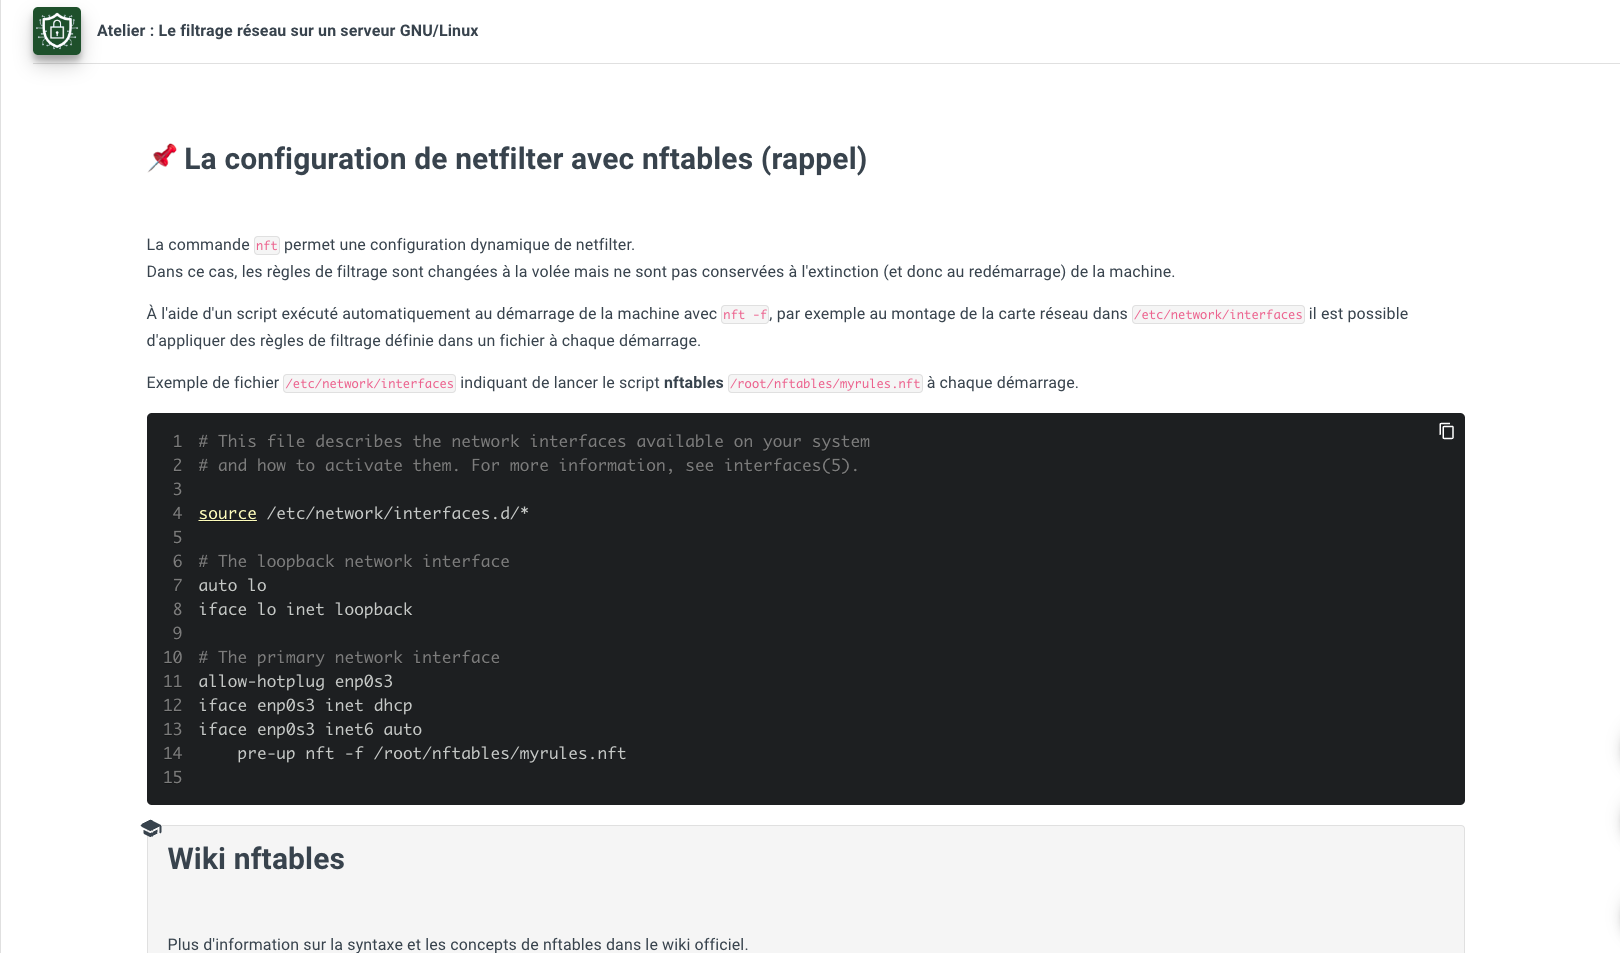 Atelier : Le filtrage réseau sur un serveur GNU/Linux
📌 La configuration de netfilter avec nftables (rappel)
La commande nft permet une configuration dynamique de netfilter.
Dans ce cas, les règles de filtrage sont changées à la volée mais ne sont pas conservées à l'extinction (et donc au redémarrage) de la machine.
À l'aide d'un script exécuté automatiquement au démarrage de la machine avec nft -f, par exemple au montage de la carte réseau dans /etc/network/interfaces il est possible
d'appliquer des règles de filtrage définie dans un fichier à chaque démarrage.
Exemple de fichier /etc/network/interfaces indiquant de lancer le script nftables /root/nftables/myrules.nft à chaque démarrage.
1 # This file describes the network interfaces available on your system
2 # and how to activate them. For more information, see interfaces(5).
3
4 source /etc/network/interfaces.d/*
5
6 # The loopback network interface
7 auto lo
8 iface lo inet loopback
9
10 # The primary network interface
11 allow-hotplug enp0s3
12 iface enp0s3 inet dhcp
13 iface enp0s3 inet6 auto
14     pre-up nft -f /root/nftables/myrules.nft
15
Wiki nftables
Plus d'information sur la syntaxe et les concepts de nftables dans le wiki officiel.